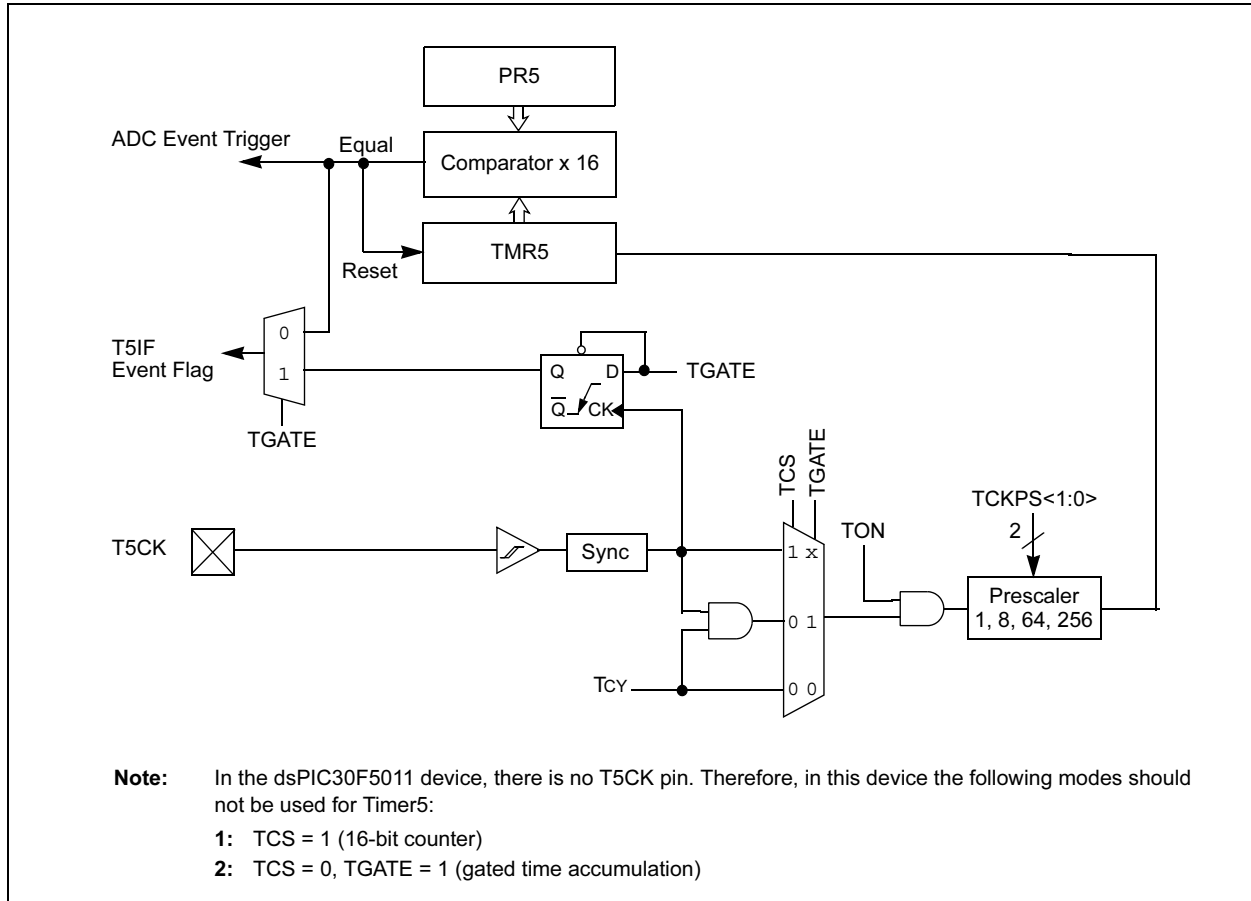 PR5
ADC Event Trigger
Equal
Comparator x 16
TMR5
Reset
0
T5IF
Event Flag
1
Q D
TGATE
Q CK
TGATE
TCS
TGATE
TCKPS<1:0>
2
TON
T5CK
Sync
1 x
Prescaler
1, 8, 64, 256
0 1
TCY
0 0
Note: In the dsPIC30F5011 device, there is no T5CK pin. Therefore, in this device the following modes should
not be used for Timer5:
1: TCS = 1 (16-bit counter)
2: TCS = 0, TGATE = 1 (gated time accumulation)